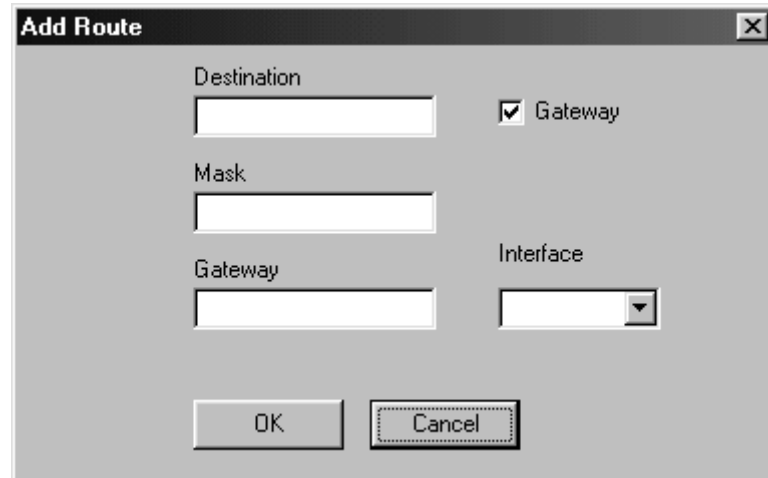 Add Route
Destination
Gateway
Mask
Interface
Gateway
OK
Cancel